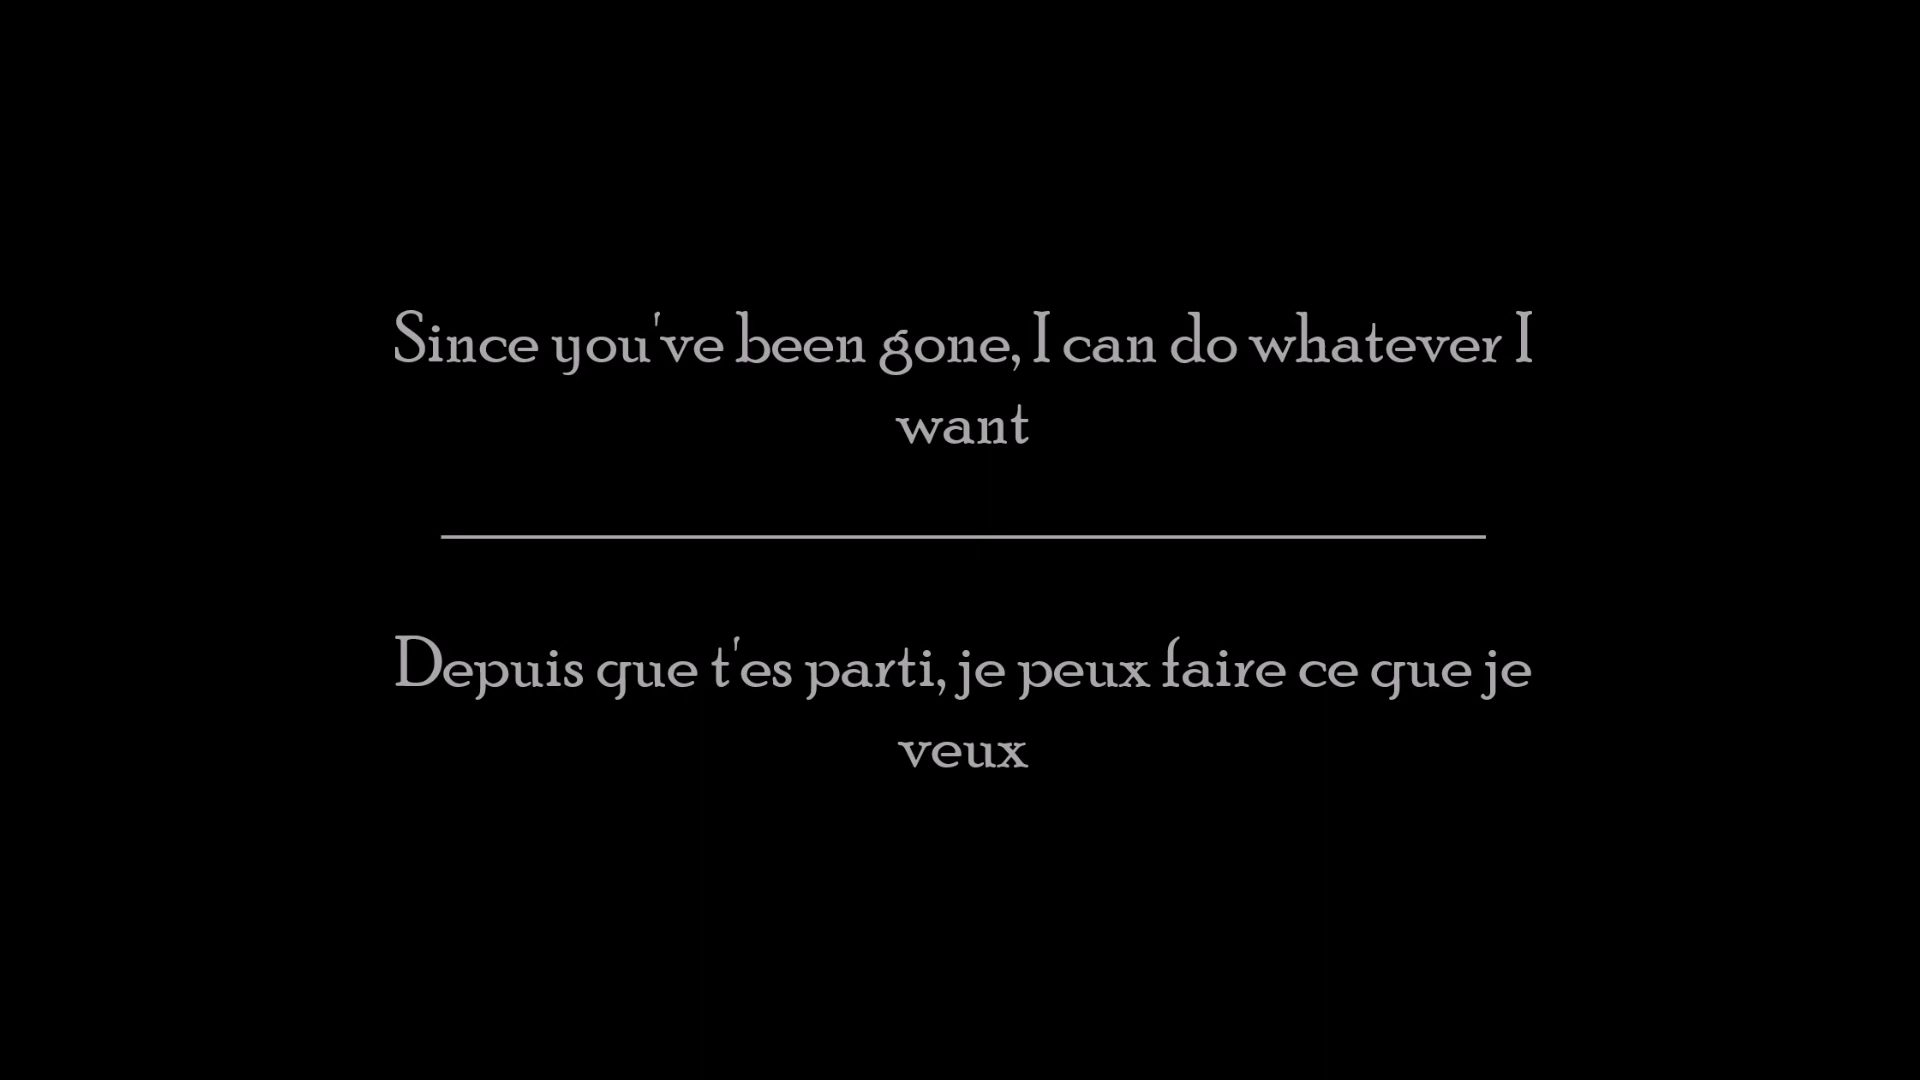 Since you've been gone, I can do whatever I
want
Depuis que t'es parti, je peux faire ce que je
veux